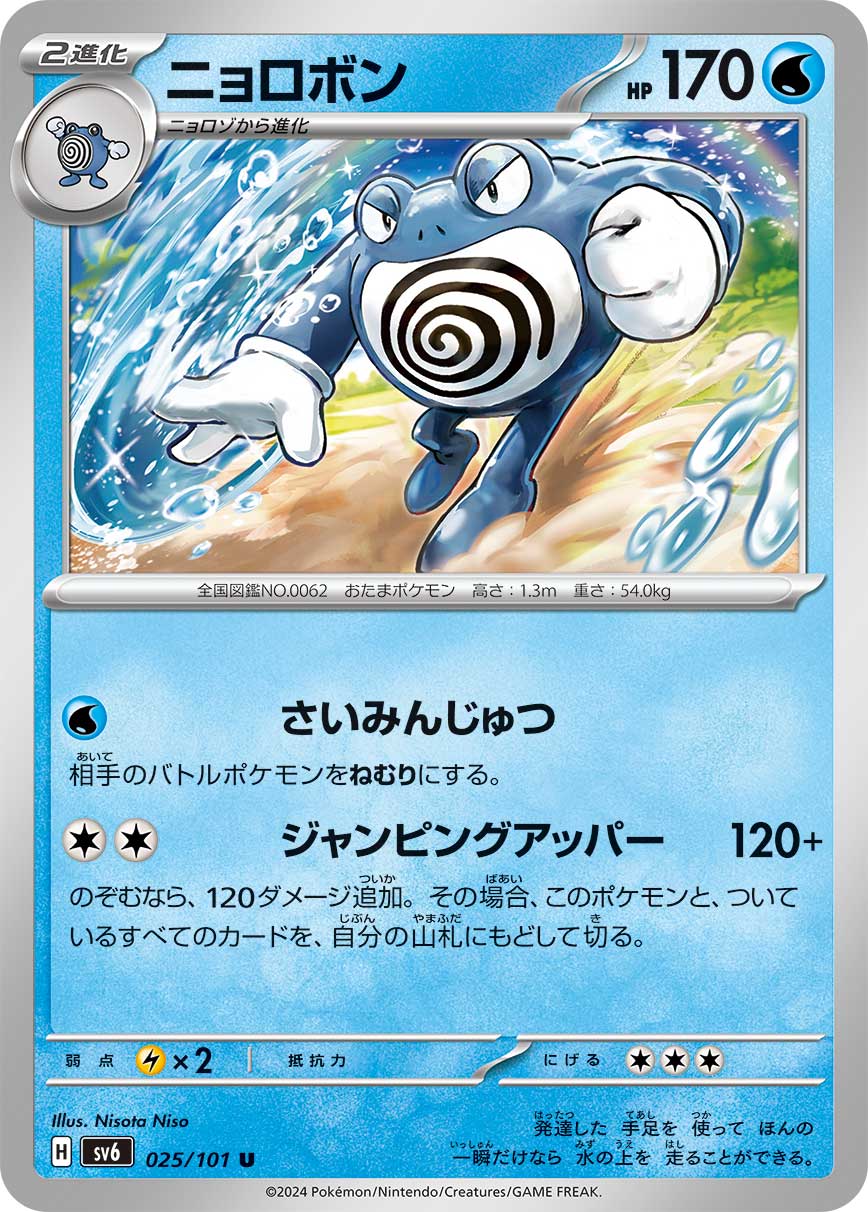 2進化
ニョロボン
HP 170
ニョロゾから進化
全国図鑑NO.0062 おたまポケモン 高さ:1.3m 重さ:54.0kg
さいみんじゅつ
相手のバトルポケモンをねむりにする。
ジャンピングアッパー 120+
のぞむなら、120ダメージ追加。その場合、このポケモンと、ついて
いるすべてのカードを、自分の山札にもどして切る。
弱点 ×2 抵抗力 にげる
Illus. Nisota Niso
発達した 手足を 使って ほんの
一瞬だけなら 水の上を 走ることができる。
H sv6 025/101 U
©2024 Pokémon/Nintendo/Creatures/GAME FREAK.